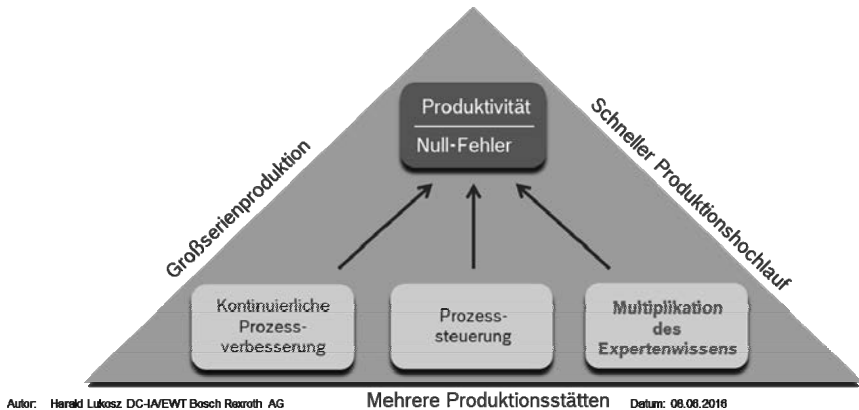 Produktivität
Null-Fehler
Großserienproduktion
Schneller Produktionshochlauf
Kontinuierliche
Prozess-
verbesserung
Prozess-
steuerung
Multiplikation
des
Expertenwissens
Mehrere Produktionsstätten
Autor: Harald Lukosz DC-IA/EWT Bosch Rexroth AG
Datum: 08.06.2016